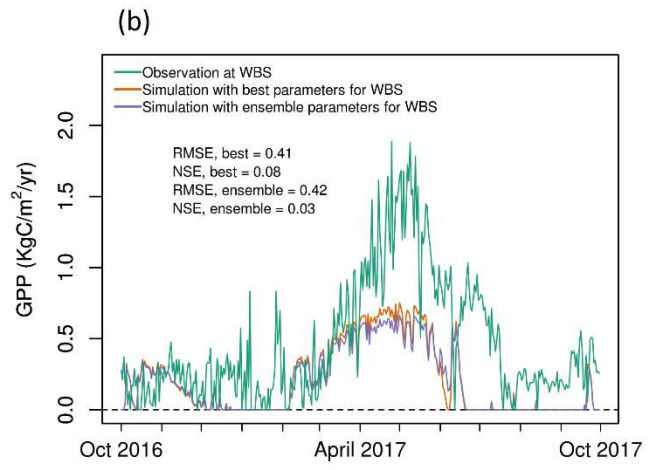 (b)
Observation at WBS
Simulation with best parameters for WBS
Simulation with ensemble parameters for WBS
RMSE, best = 0.41
NSE, best = 0.08
RMSE, ensemble = 0.42
NSE, ensemble = 0.03
GPP (KgC/m²/yr)
2.0
1.5
1.0
0.5
0.0
Oct 2016 April 2017 Oct 2017